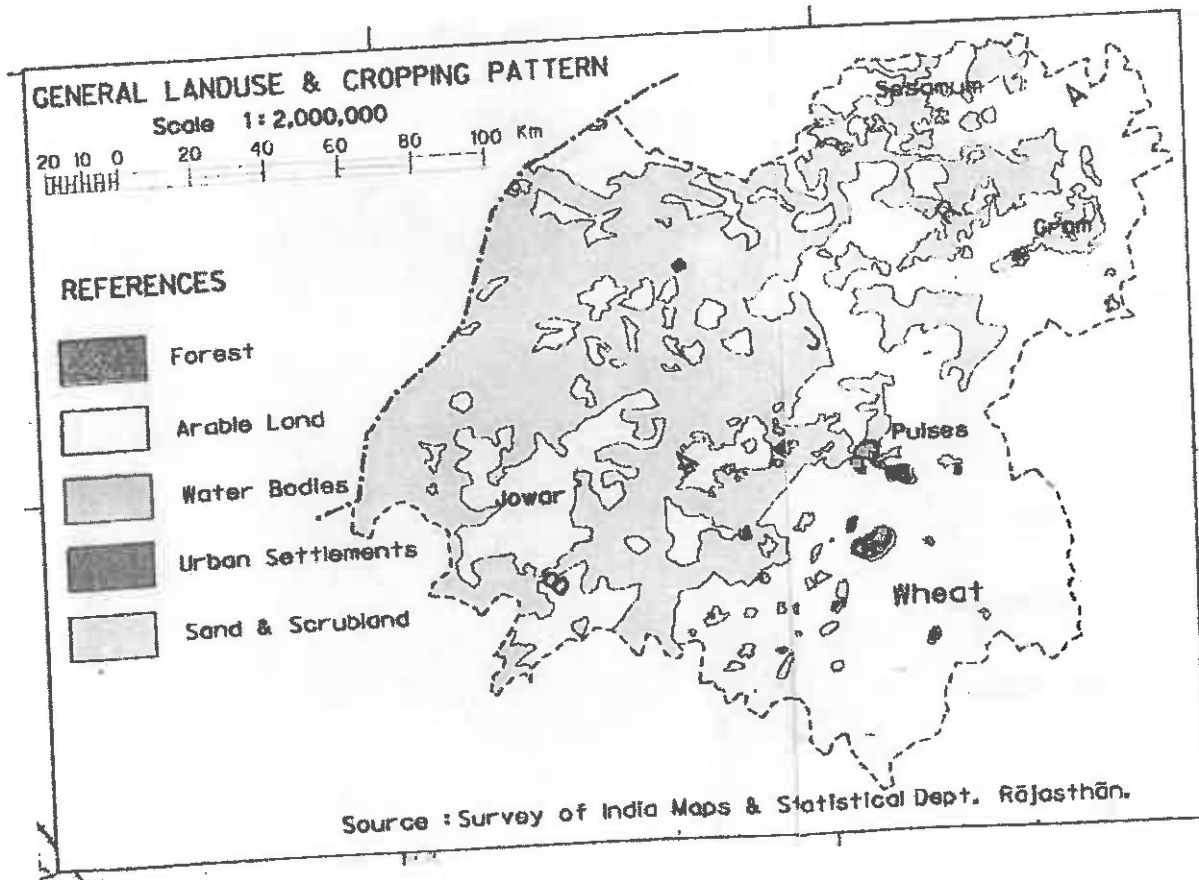 GENERAL LANDUSE & CROPPING PATTERN
Scale 1:2,000,000
20 10 0 20 40 60 80 100 Km
REFERENCES
Forest
Arable Land
Water Bodies
Urban Settlements
Sand & Scrubland
Sesamum
A
Gram
Pulses
Jowar
B
Wheat
Source : Survey of India Maps & Statistical Dept. Rājasthān.